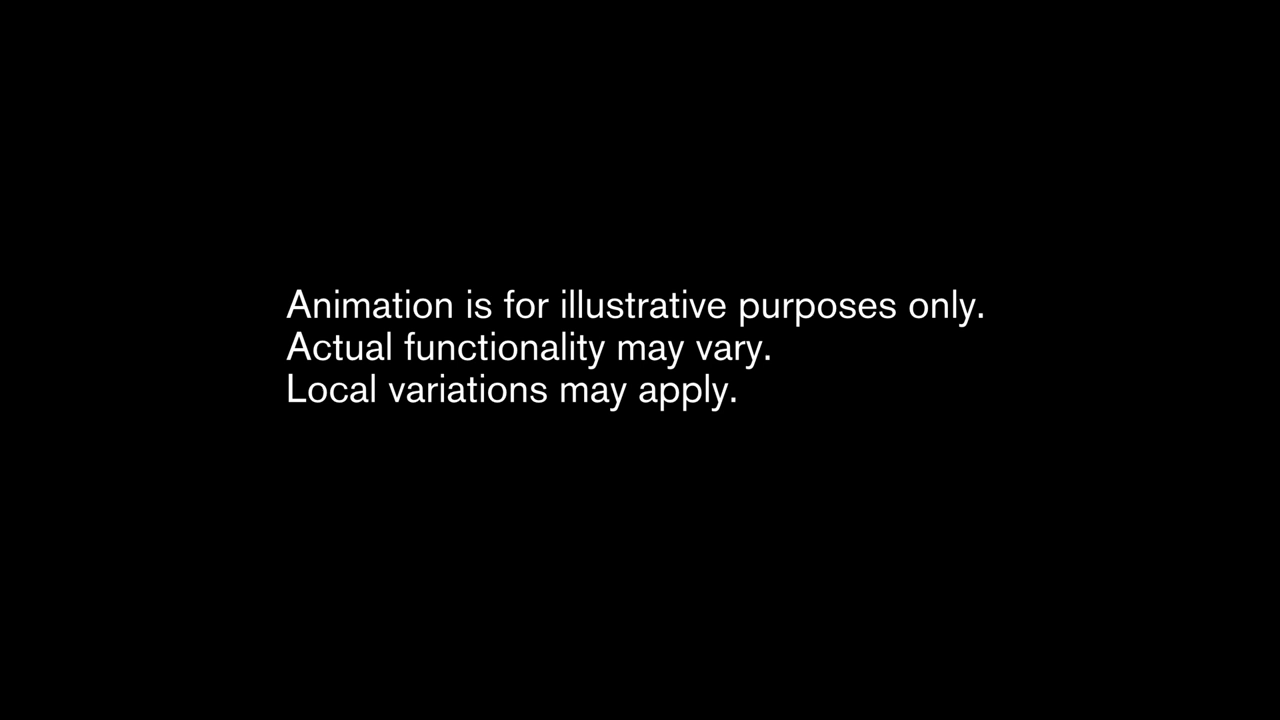 Animation is for illustrative purposes only.
Actual functionality may vary.
Local variations may apply.